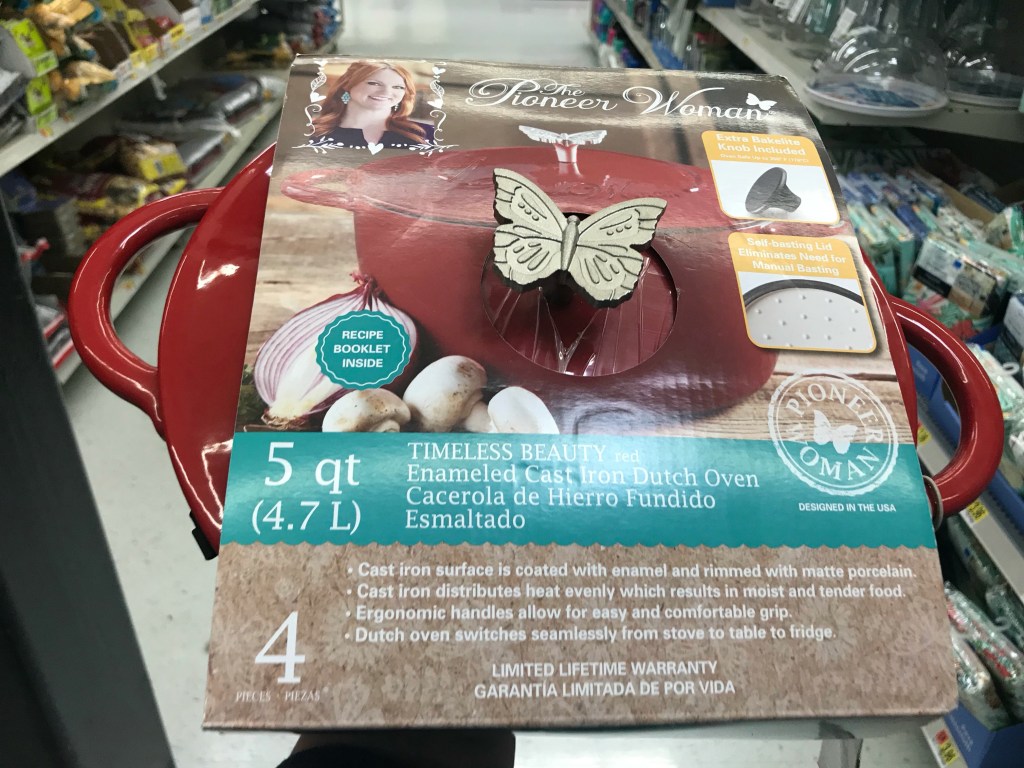 The
Pioneer Woman
Extra Bakelite
Knob Included
Self-basting Lid
Eliminates Need for
Manual Basting
RECIPE
BOOKLET
INSIDE
PIONEER
WOMAN
DESIGNED IN THE USA
5 qt
(4.7 L)
TIMELESS BEAUTY red
Enameled Cast Iron Dutch Oven
Cacerola de Hierro Fundido
Esmaltado
• Cast iron surface is coated with enamel and rimmed with matte porcelain.
• Cast iron distributes heat evenly which results in moist and tender food.
• Ergonomic handles allow for easy and comfortable grip.
• Dutch oven switches seamlessly from stove to table to fridge.
4
PIECES • PIEZAS
LIMITED LIFETIME WARRANTY
GARANTÍA LIMITADA DE POR VIDA